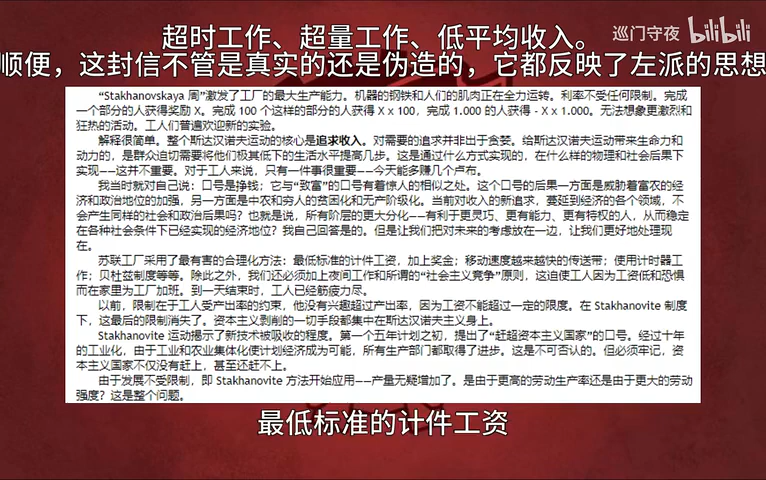 超时工作、超量工作、低平均收入。
巡门守夜 bilibili
顺便，这封信不管是真实的还是伪造的，它都反映了左派的思想
“Stakhanovskaya 周”激发了工厂的最大生产能力。机器的钢铁和人们的肌肉正在全力运转。利率不受任何限制。完成
一个部分的人获得奖励 X。完成 100 个这样的部分的人获得 X x 100，完成 1.000 的人获得 - X x 1.000。无法想象更激烈和
狂热的活动。工人们普遍欢迎新的实验。
解释很简单。整个斯达汉诺夫运动的核心是追求收入。对需要的追求并非出于贪婪。给斯达汉诺夫运动带来生命力和
动力的，是群众迫切需要将他们极其低下的生活水平提高几步。这是通过什么方式实现的，在什么样的物理和社会后果下
实现——这并不重要。对于工人来说，只有一件事很重要——今天能多赚几个卢布。
我当时就对自己说：口号是挣钱；它与“致富”的口号有着惊人的相似之处。这个口号的后果一方面是威胁着富农的经
济和政治地位的加强，另一方面是中农和穷人的贫困化和无产阶级化。当前对收入的新追求，蔓延到经济的各个领域，不
会产生同样的社会和政治后果吗？也就是说，所有阶层的更大分化——有利于更灵巧、更有能力、更有特权的人，从而稳定
在各种社会条件下已经实现的经济地位？我自己回答是的。但是让我们把对未来的考虑放在一边，让我们更好地处理现
在。
苏联工厂采用了最有害的合理化方法：最低标准的计件工资，加上奖金；移动速度越来越快的传送带；使用计时器工
作；贝杜兹制度等等。除此之外，我们还必须加上夜间工作和所谓的“社会主义竞争”原则，这迫使工人因为工资低和恐惧
而在家里为工厂加班。到一天结束时，工人已经筋疲力尽。
以前，限制在于工人受产出率的约束，他没有兴趣超过产出率，因为工资不能超过一定的限度。在 Stakhanovite 制度
下，这最后的限制消失了。资本主义剥削的一切手段都集中在斯达汉诺夫主义身上。
Stakhanovite 运动揭示了新技术被吸收的程度。第一个五年计划之初，提出了“赶超资本主义国家”的口号。经过十年
的工业化，由于工业和农业集体化使计划经济成为可能，所有生产部门都取得了进步。这是不可否认的。但必须牢记，资
本主义国家不仅没有赶上，甚至还赶不上。
由于发展不受限制，即 Stakhanovite 方法开始应用——产量无疑增加了。是由于更高的劳动生产率还是由于更大的劳动
强度？这是整个问题。
最低标准的计件工资